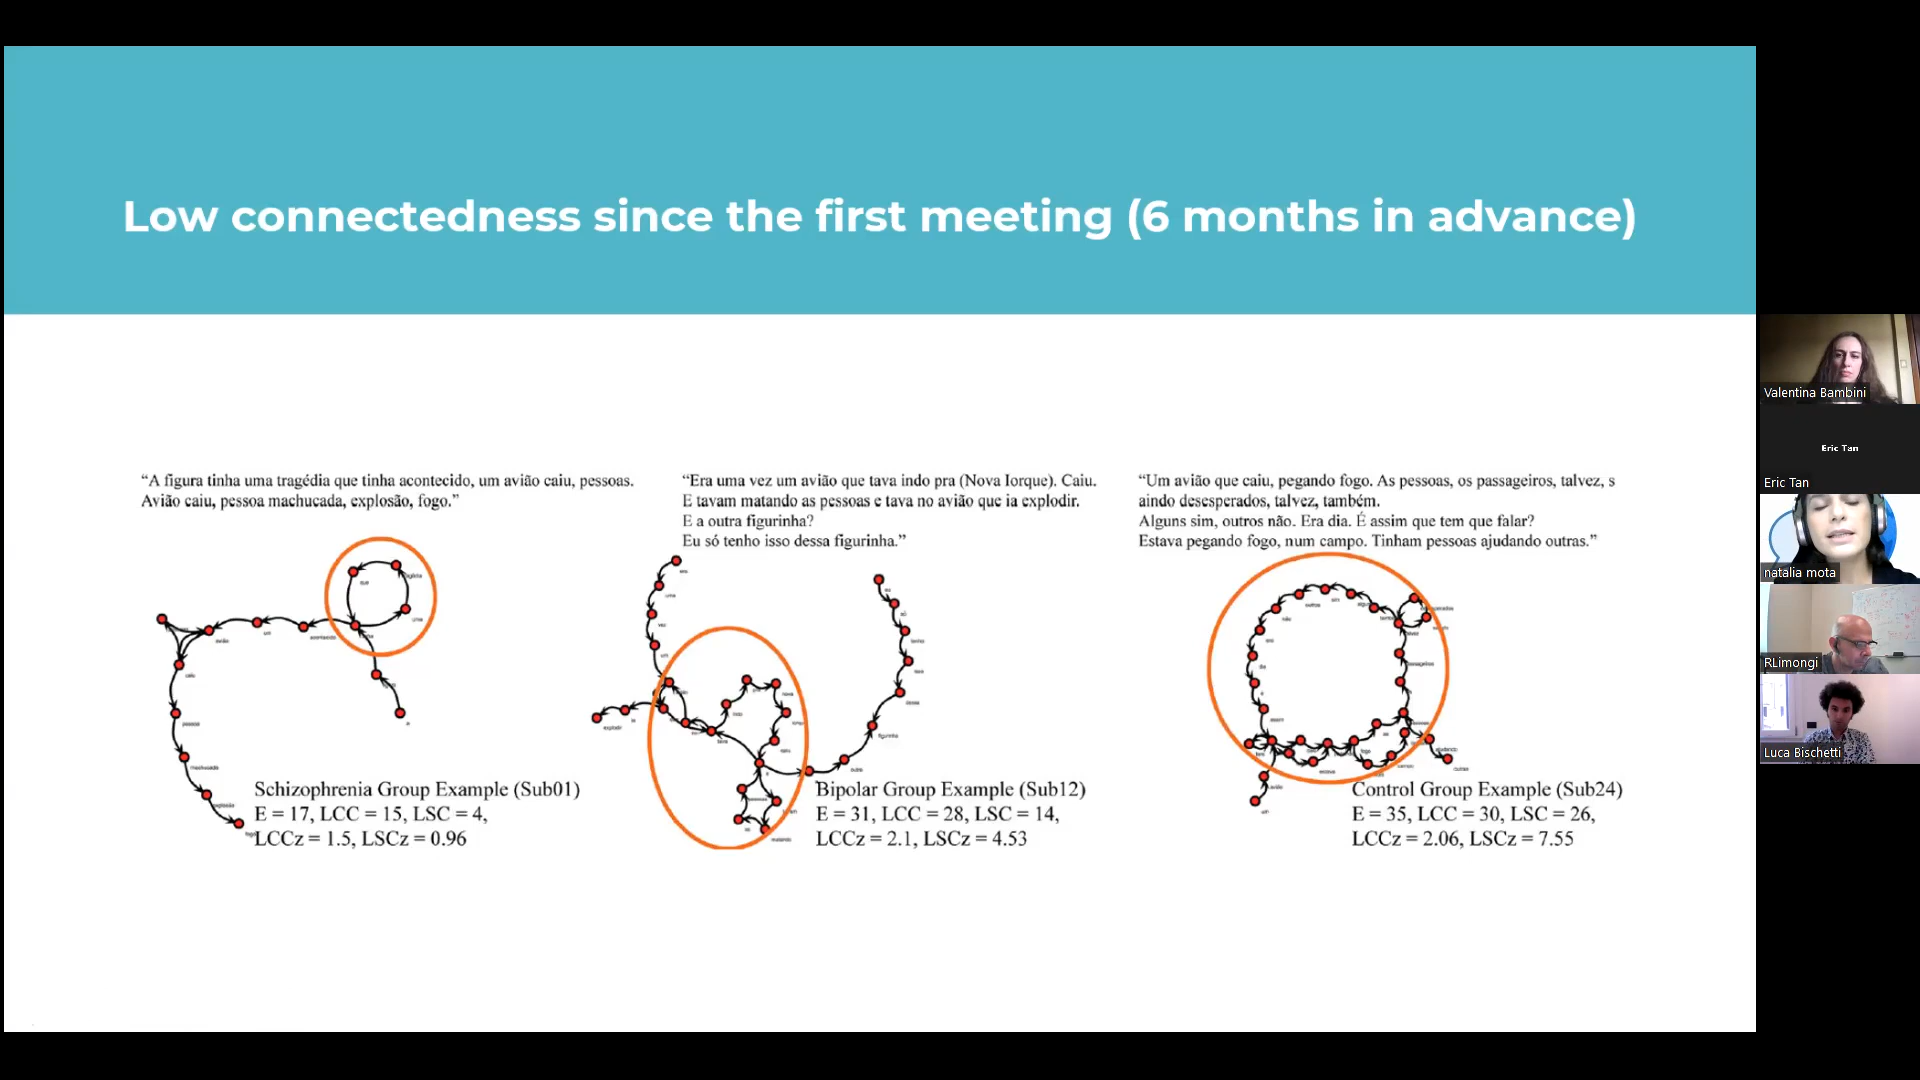 Low connectedness since the first meeting (6 months in advance)
“A figura tinha uma tragédia que tinha acontecido, um avião caiu, pessoas.
Avião caiu, pessoa machucada, explosão, fogo.”
“Era uma vez um avião que tava indo pra (Nova Iorque). Caiu.
E tavam matando as pessoas e tava no avião que ia explodir.
E a outra figurinha?
Eu só tenho isso dessa figurinha.”
“Um avião que caiu, pegando fogo. As pessoas, os passageiros, talvez, s
aindo desesperados, talvez, também.
Alguns sim, outros não. Era dia. É assim que tem que falar?
Estava pegando fogo, num campo. Tinham pessoas ajudando outras.”
Schizophrenia Group Example (Sub01)
E = 17, LCC = 15, LSC = 4,
LCCz = 1.5, LSCz = 0.96
Bipolar Group Example (Sub12)
E = 31, LCC = 28, LSC = 14,
LCCz = 2.1, LSCz = 4.53
Control Group Example (Sub24)
E = 35, LCC = 30, LSC = 26,
LCCz = 2.06, LSCz = 7.55
Valentina Bambini
Eric Tan
Eric Tan
natalia mota
RLimongi
Luca Bischetti